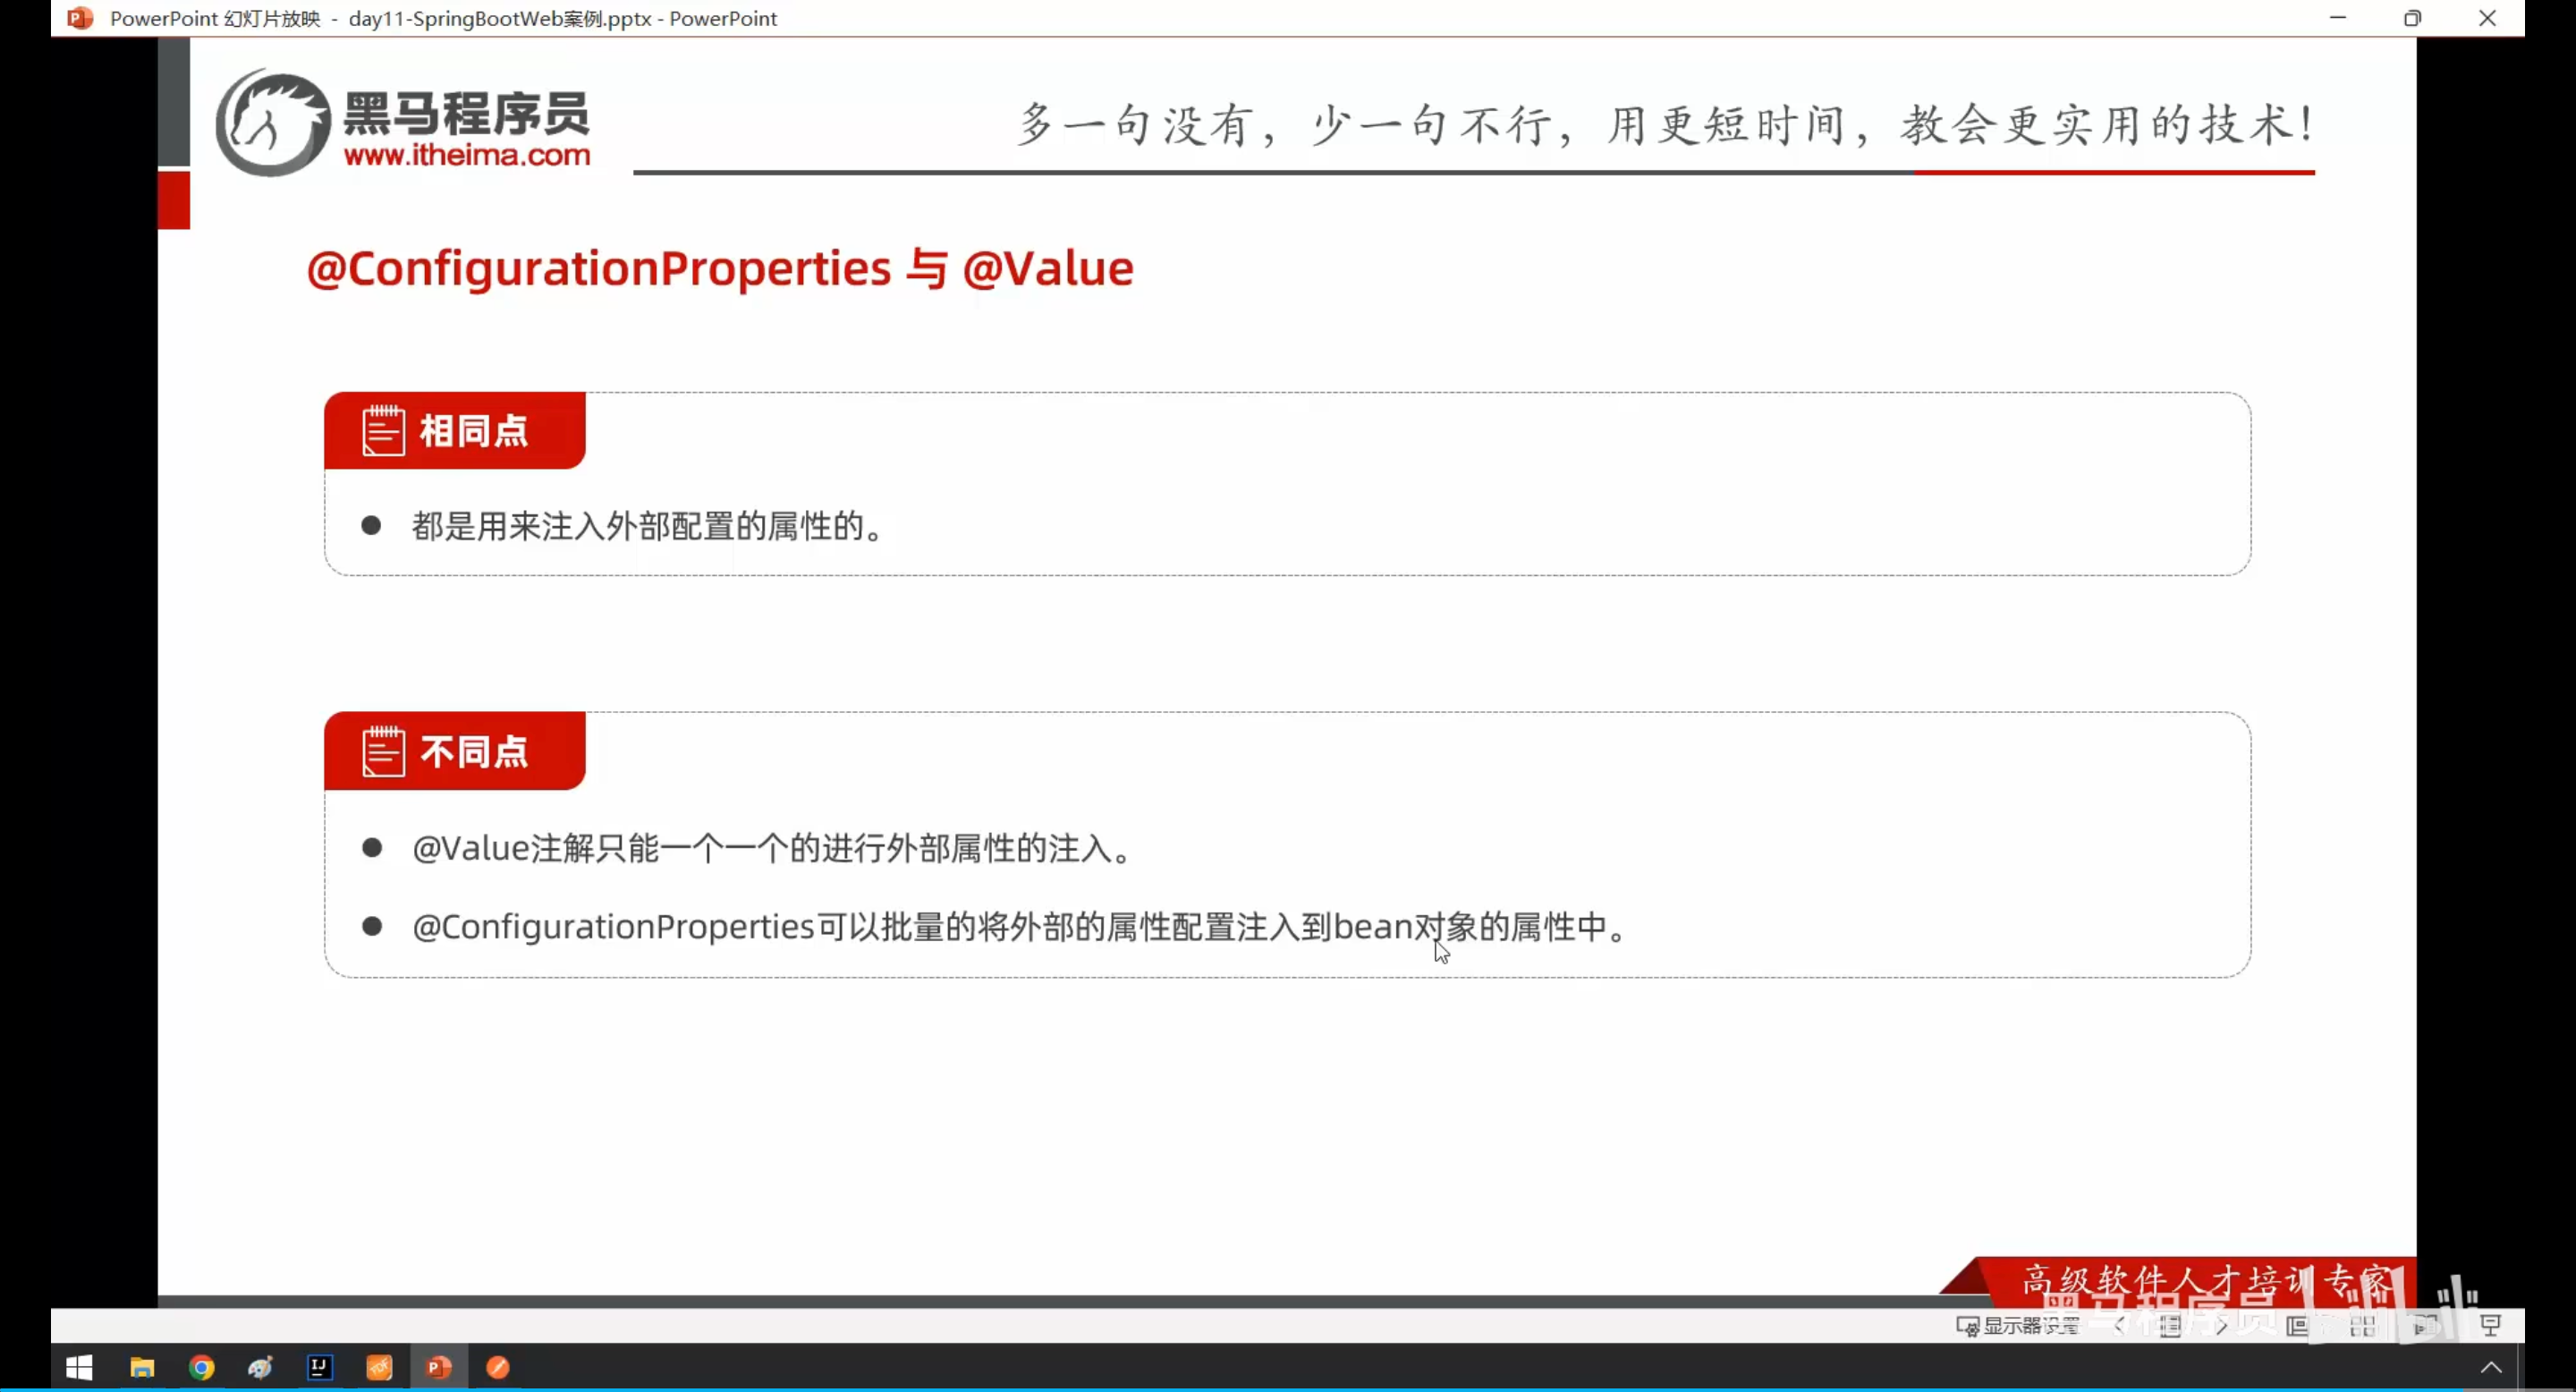 PowerPoint 幻灯片放映 - day11-SpringBootWeb案例.pptx - PowerPoint
黑马程序员
www.itheima.com
多一句没有，少一句不行，用更短时间，教会更实用的技术！
@ConfigurationProperties 与 @Value
相同点
都是用来注入外部配置的属性的。
不同点
@Value注解只能一个一个的进行外部属性的注入。
@ConfigurationProperties可以批量的将外部的属性配置注入到bean对象的属性中。
高级软件人才培训专家
黑马程序员
显示器设置